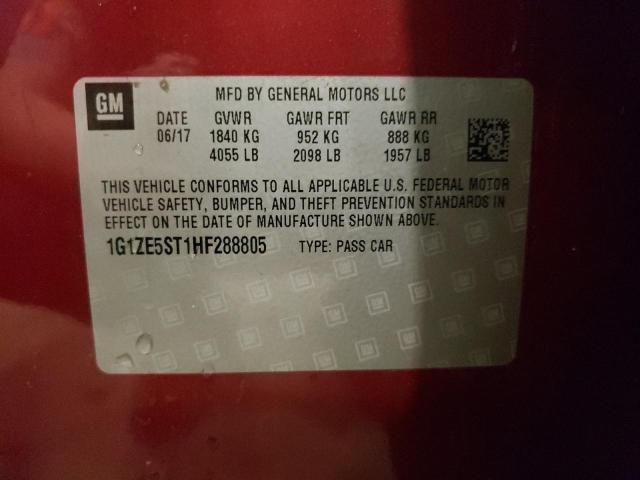 GM
MFD BY GENERAL MOTORS LLC
DATE GVWR GAWR FRT GAWR RR
06/17 1840 KG 952 KG 888 KG
4055 LB 2098 LB 1957 LB
THIS VEHICLE CONFORMS TO ALL APPLICABLE U.S. FEDERAL MOTOR
VEHICLE SAFETY, BUMPER, AND THEFT PREVENTION STANDARDS IN
EFFECT ON THE DATE OF MANUFACTURE SHOWN ABOVE.
1G1ZE5ST1HF288805 TYPE: PASS CAR